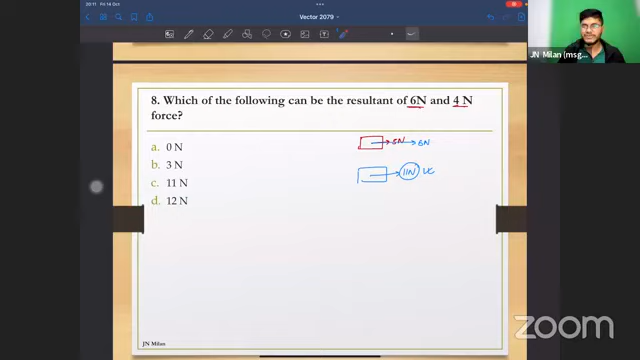 20:11 Fri 14 Oct
Vector 2079
JN Milan (msg...
8. Which of the following can be the resultant of 6N and 4 N
force?
a. 0 N
b. 3 N
c. 11 N
d. 12 N
5N 6N
11N
JN Milan
zoom